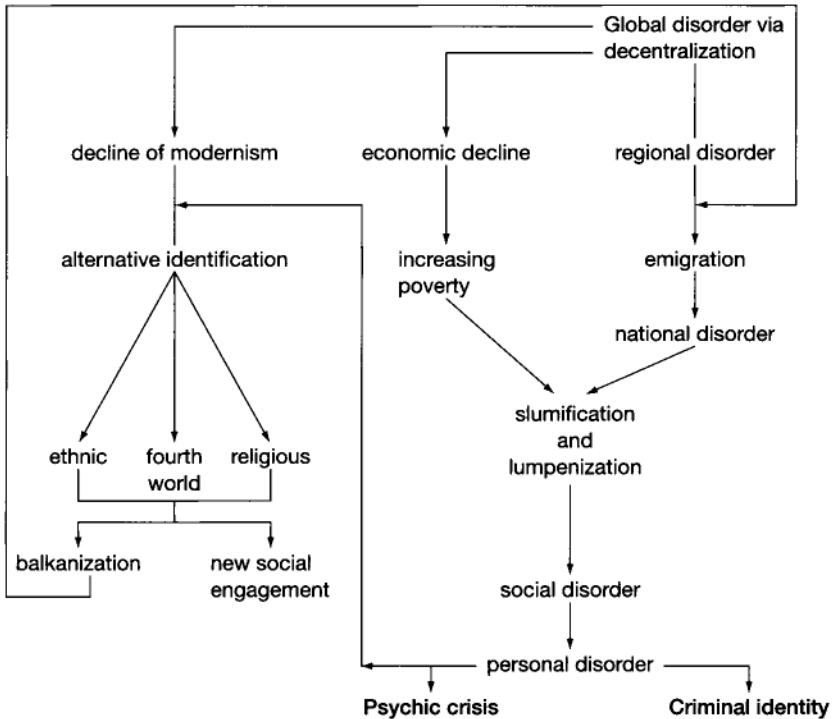 Global disorder via
decentralization
decline of modernism
economic decline
regional disorder
alternative identification
increasing
poverty
emigration
national disorder
slumification
and
lumpenization
ethnic
fourth
world
religious
balkanization
new social
engagement
social disorder
personal disorder
Psychic crisis
Criminal identity